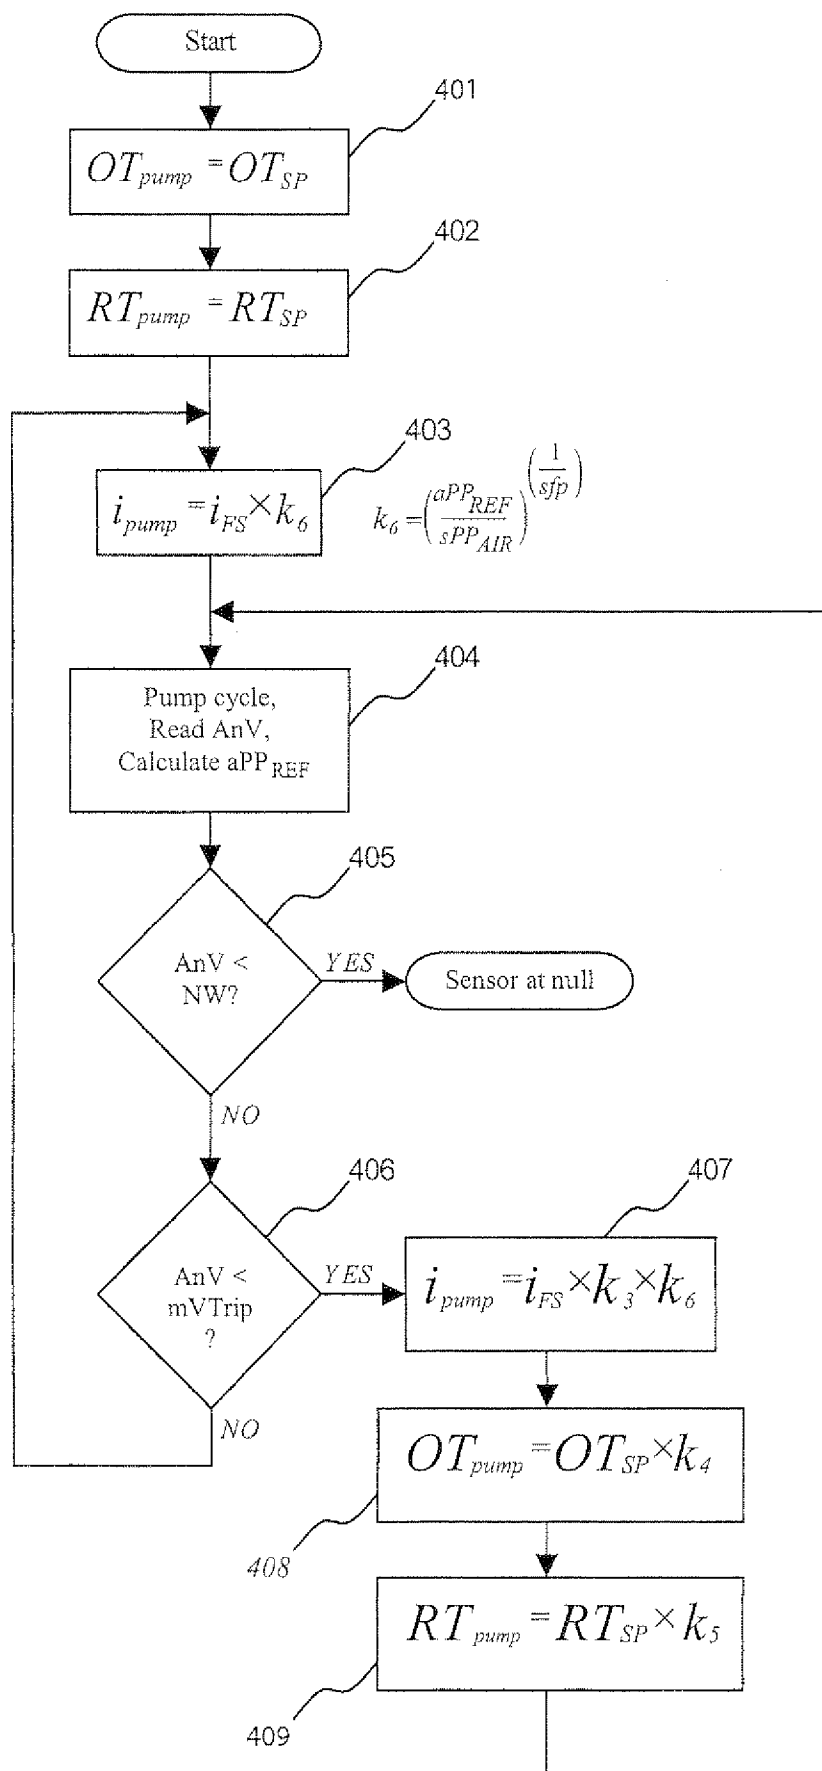 Start
401
OT_pump = OT_SP
402
RT_pump = RT_SP
403
i_pump = i_FS × k_6
k_6 = (aPP_REF / sPP_AIR)^(1/sfp)
404
Pump cycle,
Read AnV,
Calculate aPP_REF
405
AnV <
NW?
YES
Sensor at null
NO
406
AnV <
mVTrip
?
YES
407
i_pump = i_FS × k_3 × k_6
NO
OT_pump = OT_SP × k_4
408
RT_pump = RT_SP × k_5
409